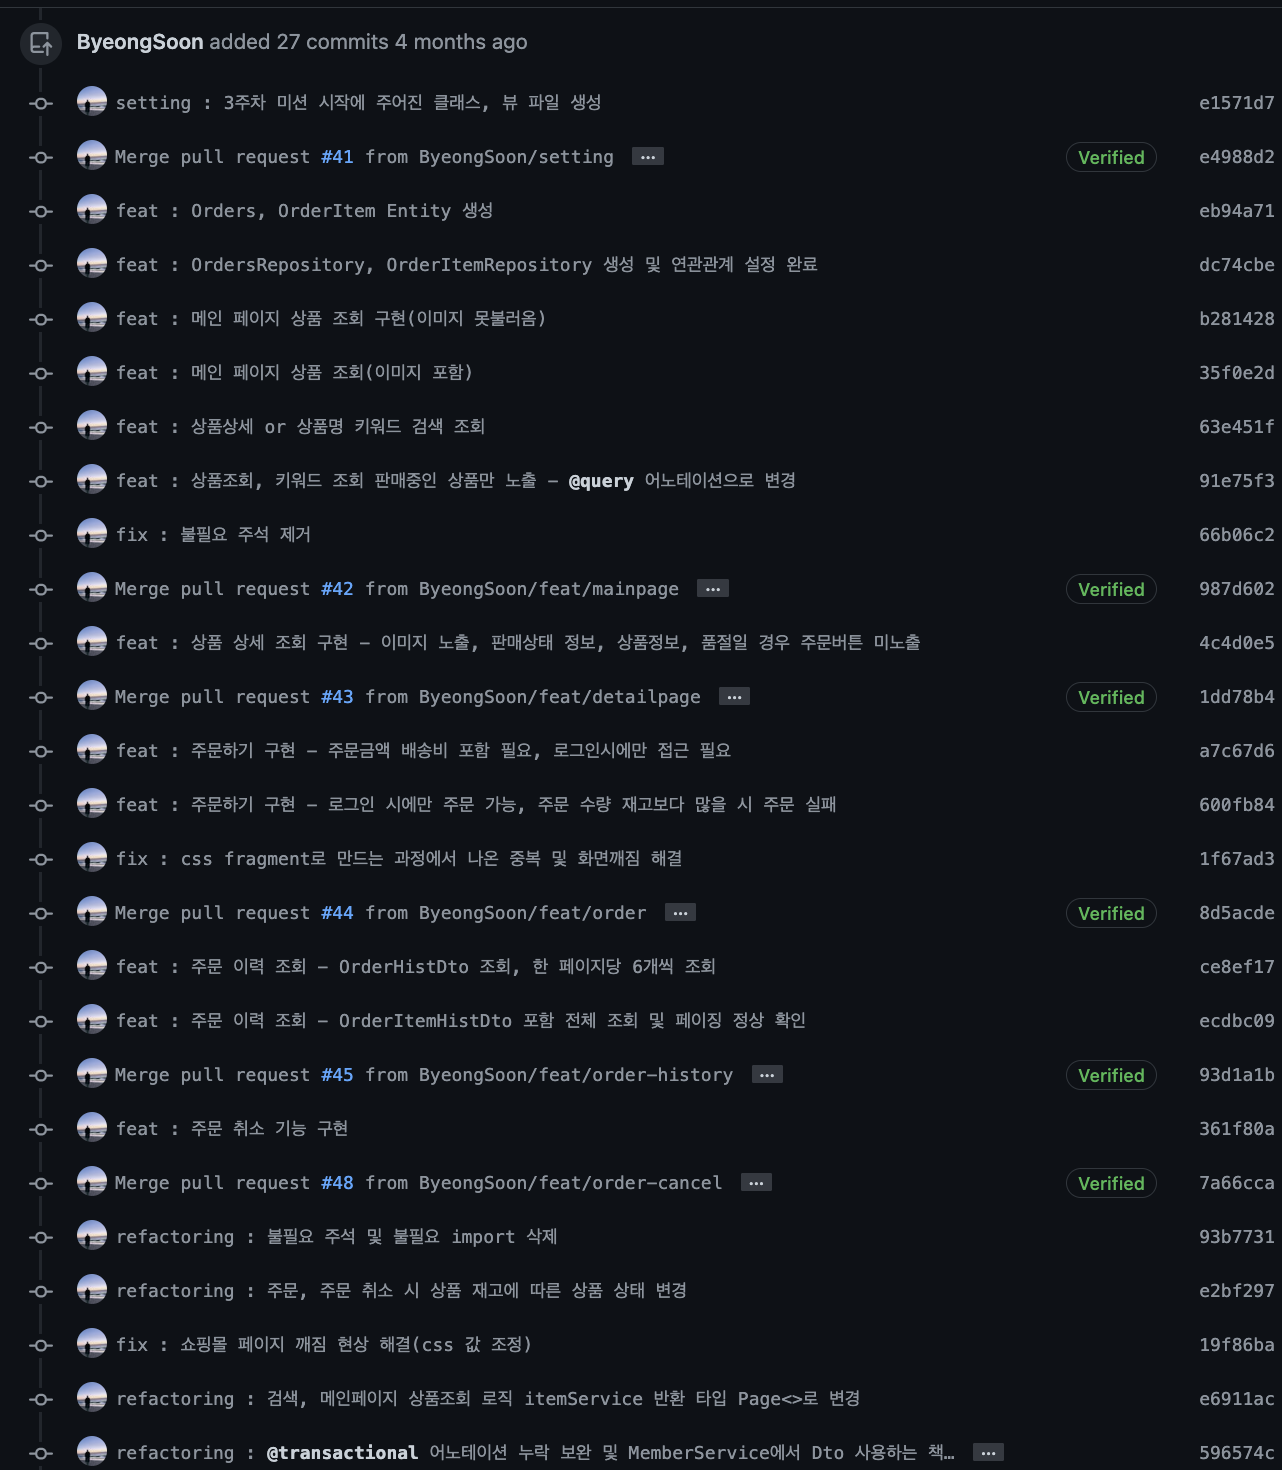 ByeongSoon added 27 commits 4 months ago
setting : 3주차 미션 시작에 주어진 클래스, 뷰 파일 생성 e1571d7
Merge pull request #41 from ByeongSoon/setting … Verified e4988d2
feat : Orders, OrderItem Entity 생성 eb94a71
feat : OrdersRepository, OrderItemRepository 생성 및 연관관계 설정 완료 dc74cbe
feat : 메인 페이지 상품 조회 구현(이미지 못불러옴) b281428
feat : 메인 페이지 상품 조회(이미지 포함) 35f0e2d
feat : 상품상세 or 상품명 키워드 검색 조회 63e451f
feat : 상품조회, 키워드 조회 판매중인 상품만 노출 - @query 어노테이션으로 변경 91e75f3
fix : 불필요 주석 제거 66b06c2
Merge pull request #42 from ByeongSoon/feat/mainpage … Verified 987d602
feat : 상품 상세 조회 구현 - 이미지 노출, 판매상태 정보, 상품정보, 품절일 경우 주문버튼 미노출 4c4d0e5
Merge pull request #43 from ByeongSoon/feat/detailpage … Verified 1dd78b4
feat : 주문하기 구현 - 주문금액 배송비 포함 필요, 로그인시에만 접근 필요 a7c67d6
feat : 주문하기 구현 - 로그인 시에만 주문 가능, 주문 수량 재고보다 많을 시 주문 실패 600fb84
fix : css fragment로 만드는 과정에서 나온 중복 및 화면깨짐 해결 1f67ad3
Merge pull request #44 from ByeongSoon/feat/order … Verified 8d5acde
feat : 주문 이력 조회 - OrderHistDto 조회, 한 페이지당 6개씩 조회 ce8ef17
feat : 주문 이력 조회 - OrderItemHistDto 포함 전체 조회 및 페이징 정상 확인 ecdbc09
Merge pull request #45 from ByeongSoon/feat/order-history … Verified 93d1a1b
feat : 주문 취소 기능 구현 361f80a
Merge pull request #48 from ByeongSoon/feat/order-cancel … Verified 7a66cca
refactoring : 불필요 주석 및 불필요 import 삭제 93b7731
refactoring : 주문, 주문 취소 시 상품 재고에 따른 상품 상태 변경 e2bf297
fix : 쇼핑몰 페이지 깨짐 현상 해결(css 값 조정) 19f86ba
refactoring : 검색, 메인페이지 상품조회 로직 itemService 반환 타입 Page<>로 변경 e6911ac
refactoring : @transactional 어노테이션 누락 보완 및 MemberService에서 Dto 사용하는 책… … 596574c